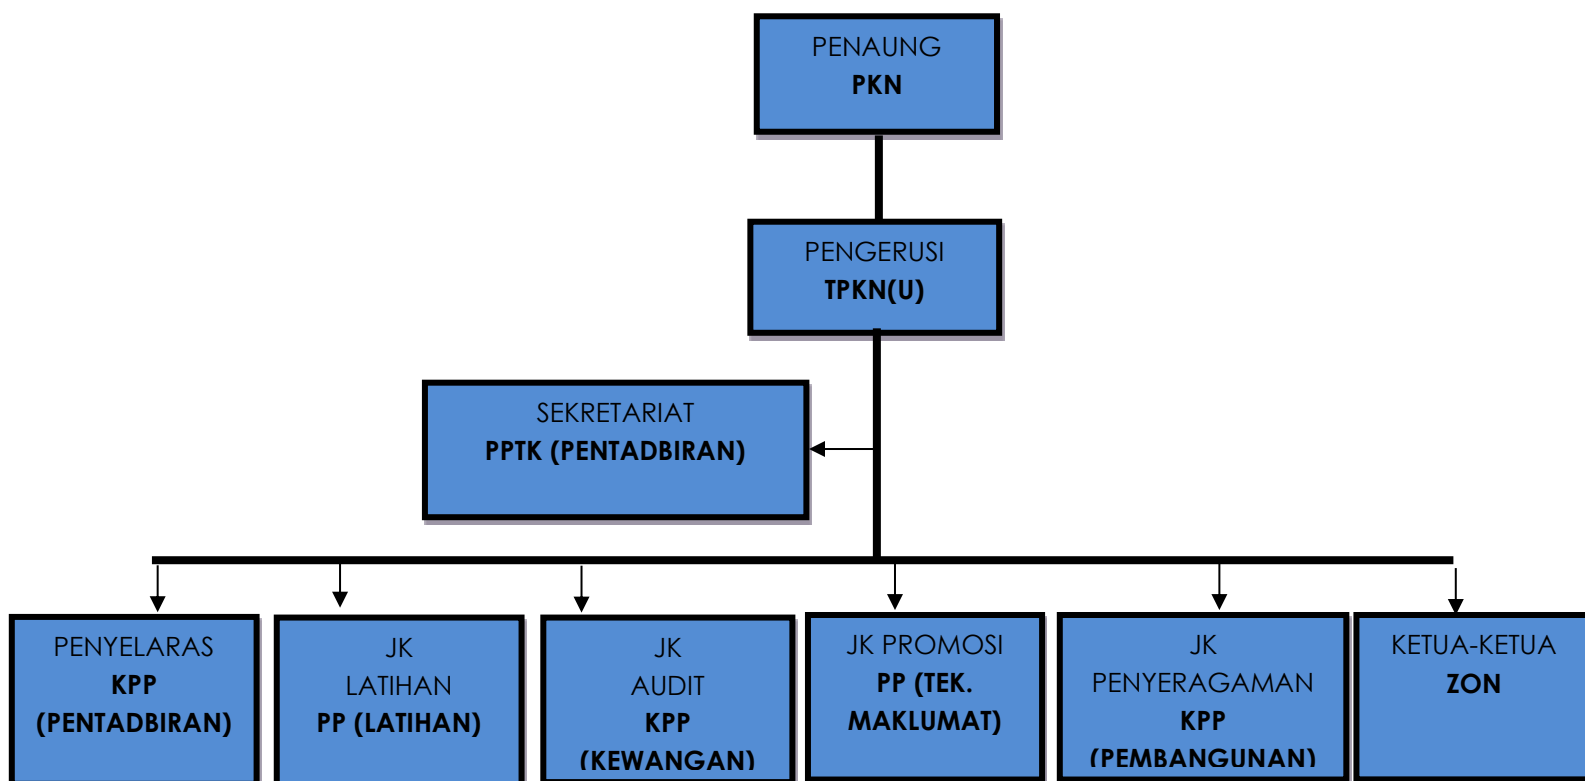 PENAUNG
PKN
PENGERUSI
TPKN(U)
SEKRETARIAT
PPTK (PENTADBIRAN)
PENYELARAS
KPP
(PENTADBIRAN)
JK
LATIHAN
PP (LATIHAN)
JK
AUDIT
KPP
(KEWANGAN)
JK PROMOSI
PP (TEK.
MAKLUMAT)
JK
PENYERAGAMAN
KPP
(PEMBANGUNAN)
KETUA-KETUA
ZON